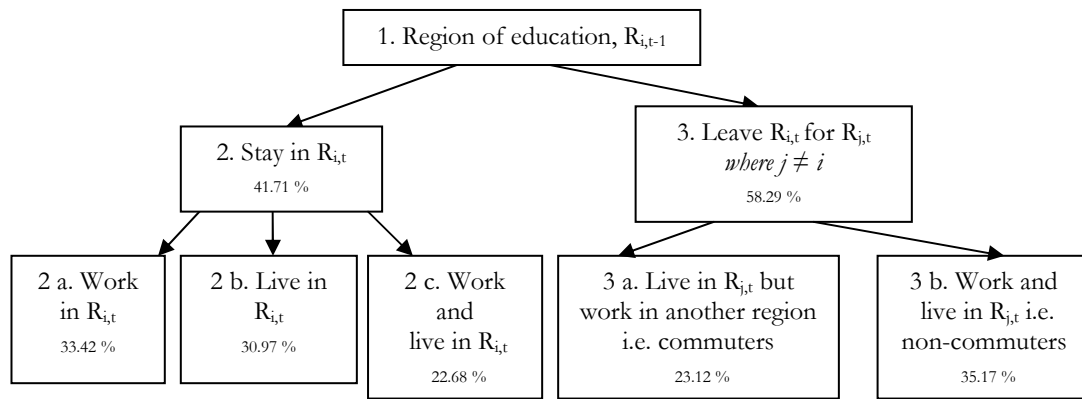 1. Region of education, Ri,t-1
2. Stay in Ri,t
41.71 %
3. Leave Ri,t for Rj,t
where j ≠ i
58.29 %
2 a. Work
in Ri,t
33.42 %
2 b. Live in
Ri,t
30.97 %
2 c. Work
and
live in Ri,t
22.68 %
3 a. Live in Rj,t but
work in another region
i.e. commuters
23.12 %
3 b. Work and
live in Rj,t i.e.
non-commuters
35.17 %